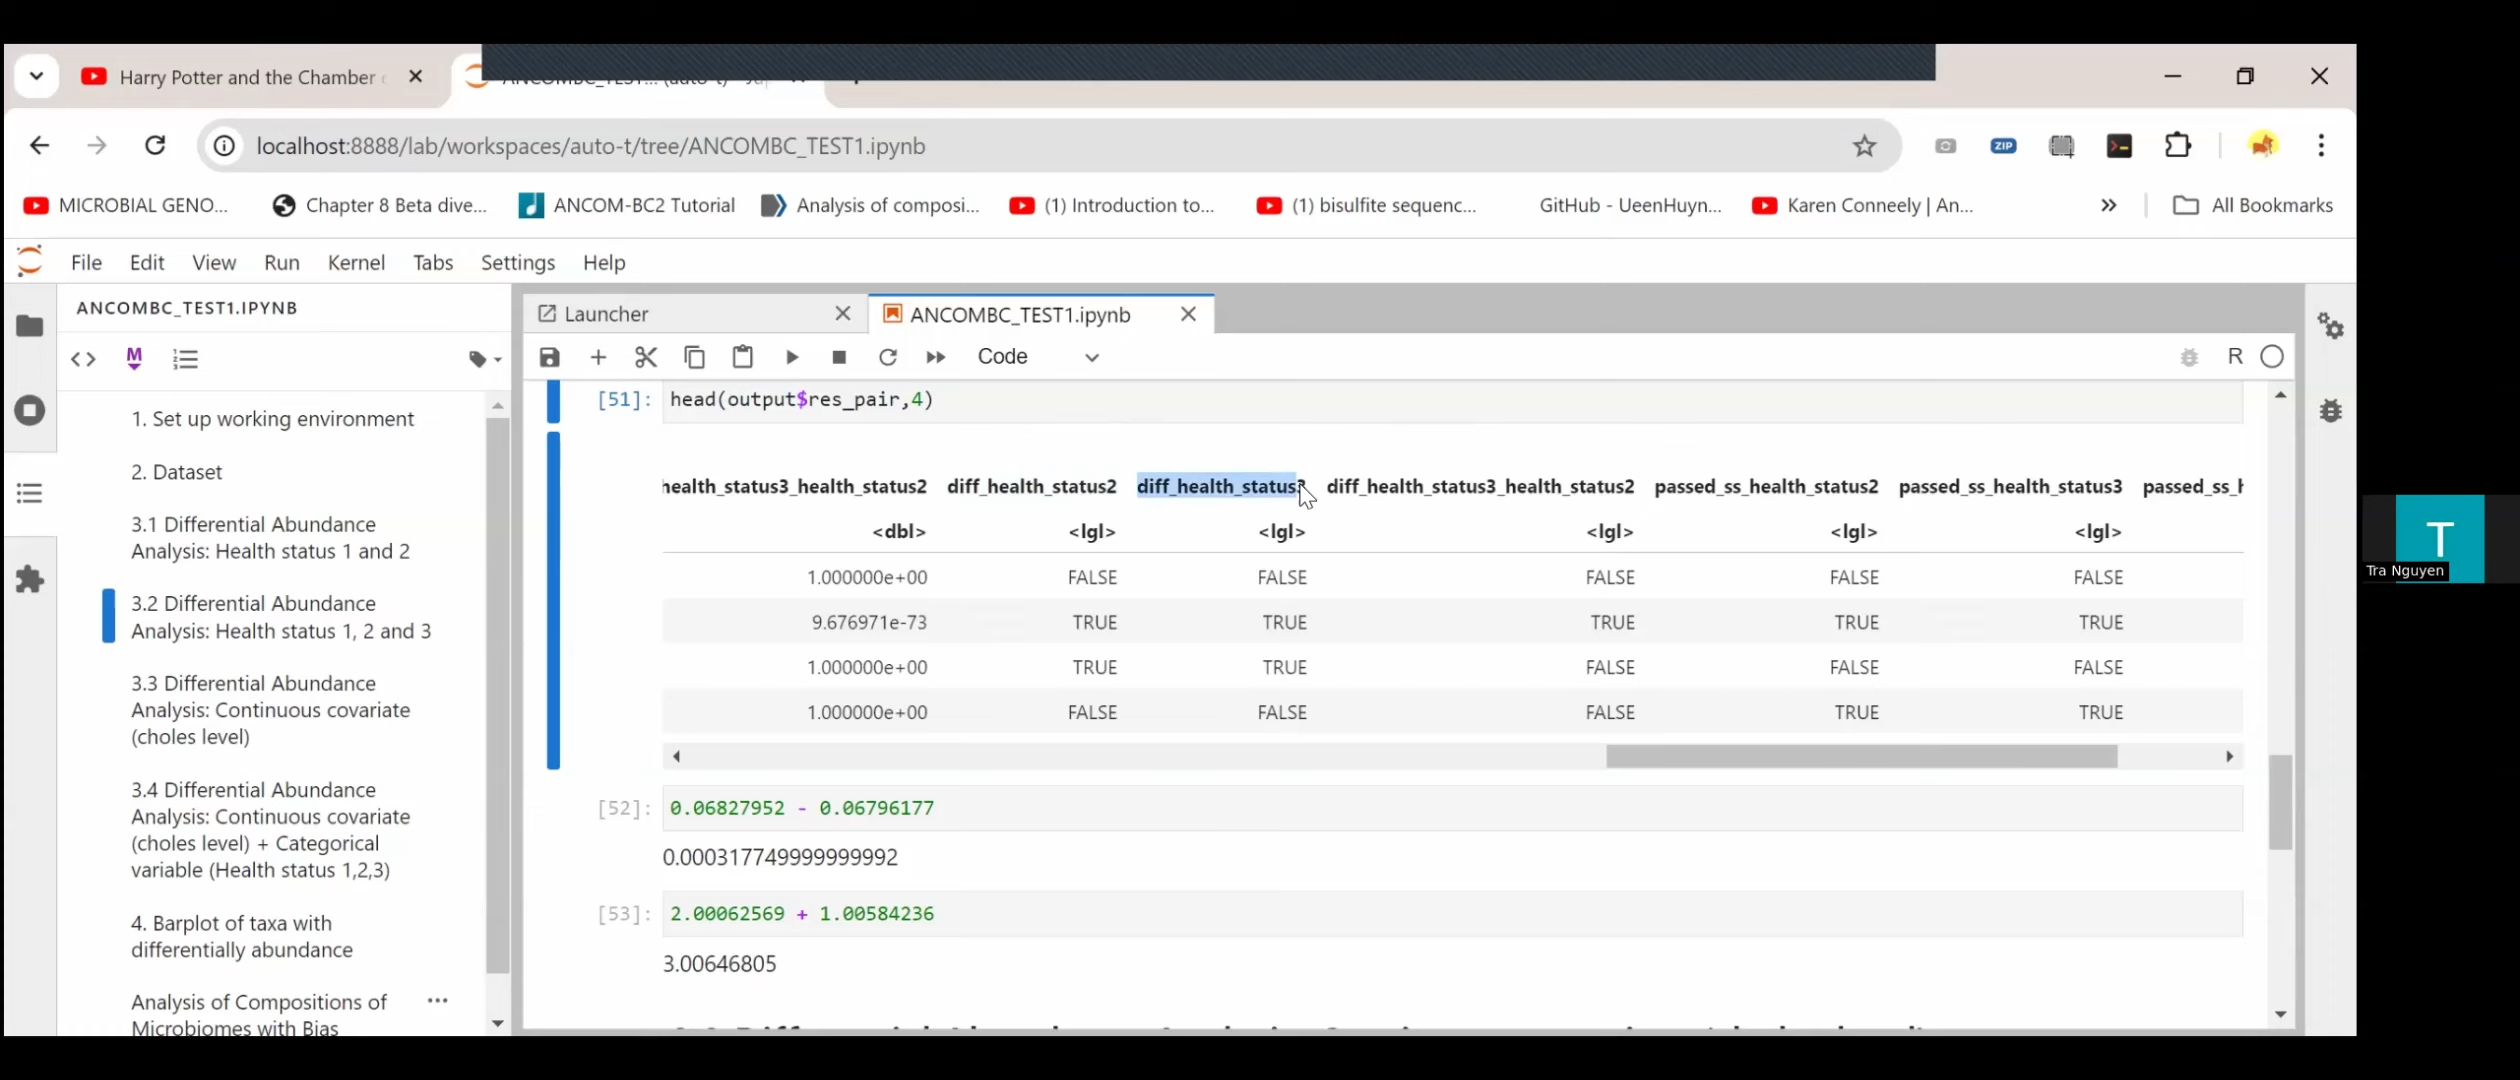 Harry Potter and the Chamber
localhost:8888/lab/workspaces/auto-t/tree/ANCOMBC_TEST1.ipynb
ZIP
MICROBIAL GENO...
Chapter 8 Beta dive...
ANCOM-BC2 Tutorial
Analysis of composi...
(1) Introduction to...
(1) bisulfite sequenc...
GitHub - UeenHuyn...
Karen Conneely | An...
All Bookmarks
File Edit View Run Kernel Tabs Settings Help
ANCOMBC_TEST1.IPYNB
M
1. Set up working environment
2. Dataset
3.1 Differential Abundance
Analysis: Health status 1 and 2
3.2 Differential Abundance
Analysis: Health status 1, 2 and 3
3.3 Differential Abundance
Analysis: Continuous covariate
(choles level)
3.4 Differential Abundance
Analysis: Continuous covariate
(choles level) + Categorical
variable (Health status 1,2,3)
4. Barplot of taxa with
differentially abundance
Analysis of Compositions of
Microbiomes with Bias
Launcher
ANCOMBC_TEST1.ipynb
Code
R
[51]: head(output$res_pair,4)
health_status3_health_status2 diff_health_status2 diff_health_status3 diff_health_status3_health_status2 passed_ss_health_status2 passed_ss_health_status3 passed_ss_h
<dbl> <lgl> <lgl> <lgl> <lgl> <lgl>
1.000000e+00 FALSE FALSE FALSE FALSE FALSE
9.676971e-73 TRUE TRUE TRUE TRUE TRUE
1.000000e+00 TRUE TRUE FALSE FALSE FALSE
1.000000e+00 FALSE FALSE FALSE TRUE TRUE
[52]: 0.06827952 - 0.06796177
0.000317749999999992
[53]: 2.00062569 + 1.00584236
3.00646805
T
Tra Nguyen